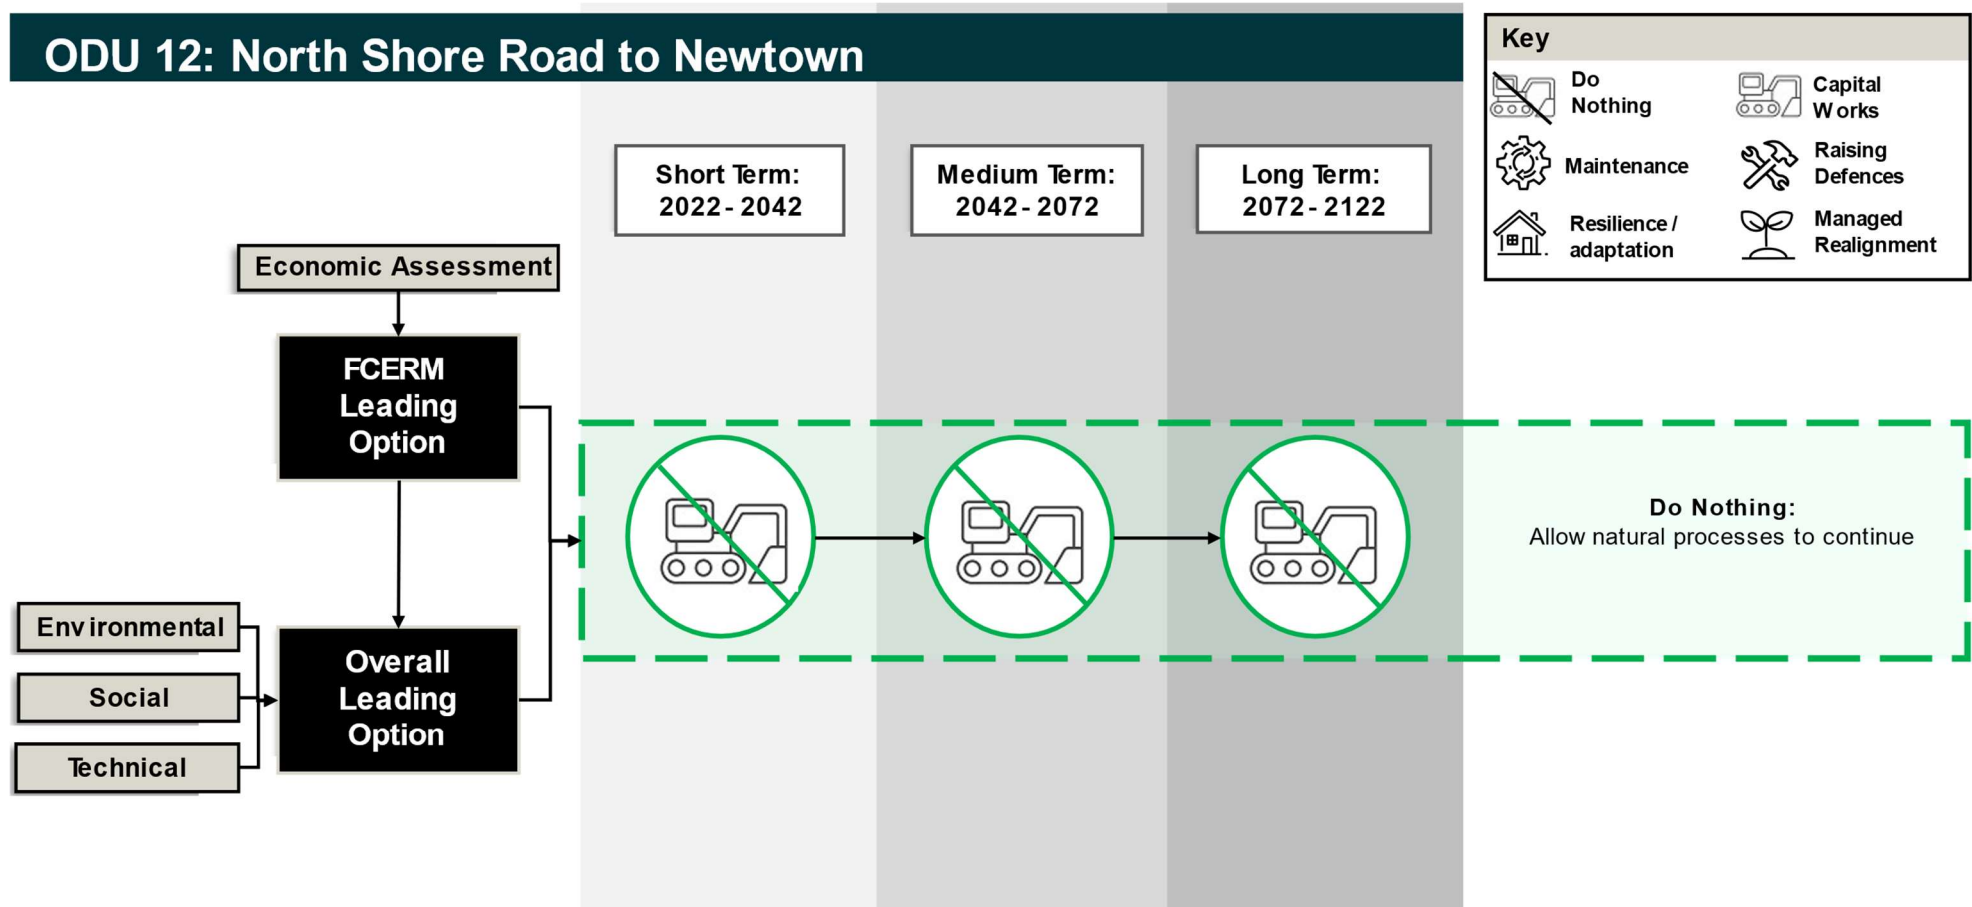 ODU 12: North Shore Road to Newtown
Key
Do
Nothing
Capital
Works
Maintenance
Raising
Defences
Resilience /
adaptation
Managed
Realignment
Short Term:
2022 - 2042
Medium Term:
2042 - 2072
Long Term:
2072 - 2122
Economic Assessment
FCERM
Leading
Option
Do Nothing:
Allow natural processes to continue
Environmental
Social
Technical
Overall
Leading
Option